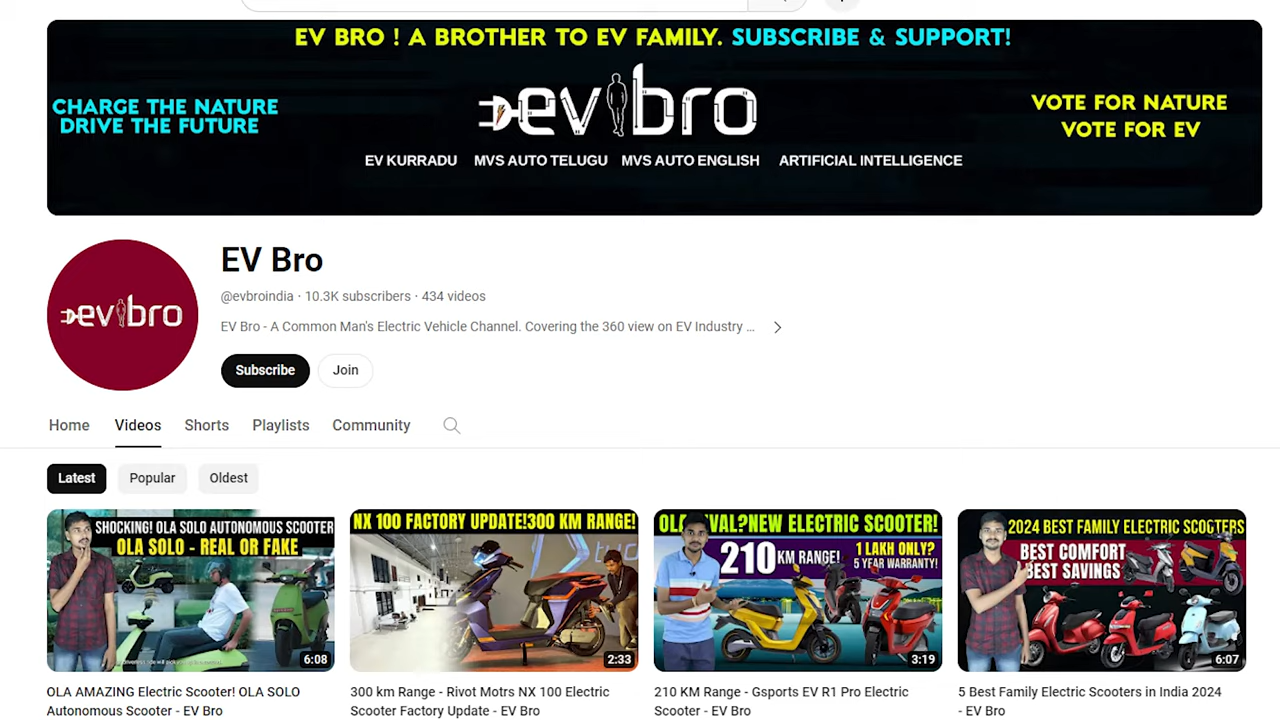 EV BRO ! A BROTHER TO EV FAMILY. SUBSCRIBE & SUPPORT!
CHARGE THE NATURE
DRIVE THE FUTURE
evbro
VOTE FOR NATURE
VOTE FOR EV
EV KURRADU MVS AUTO TELUGU MVS AUTO ENGLISH ARTIFICIAL INTELLIGENCE
evbro
EV Bro
@evbroindia · 10.3K subscribers · 434 videos
EV Bro - A Common Man's Electric Vehicle Channel. Covering the 360 view on EV Industry ...
Subscribe Join
Home Videos Shorts Playlists Community
Latest Popular Oldest
SHOCKING! OLA SOLO AUTONOMOUS SCOOTER
OLA SOLO - REAL OR FAKE
6:08
NX 100 FACTORY UPDATE!300 KM RANGE!
2:33
OLA VAL?NEW ELECTRIC SCOOTER!
210 KM RANGE!
1 LAKH ONLY?
5 YEAR WARRANTY!
3:19
2024 BEST FAMILY ELECTRIC SCOOTERS
BEST COMFORT
BEST SAVINGS
6:07
OLA AMAZING Electric Scooter! OLA SOLO
Autonomous Scooter - EV Bro
300 km Range - Rivot Motrs NX 100 Electric
Scooter Factory Update - EV Bro
210 KM Range - Gsports EV R1 Pro Electric
Scooter - EV Bro
5 Best Family Electric Scooters in India 2024
- EV Bro